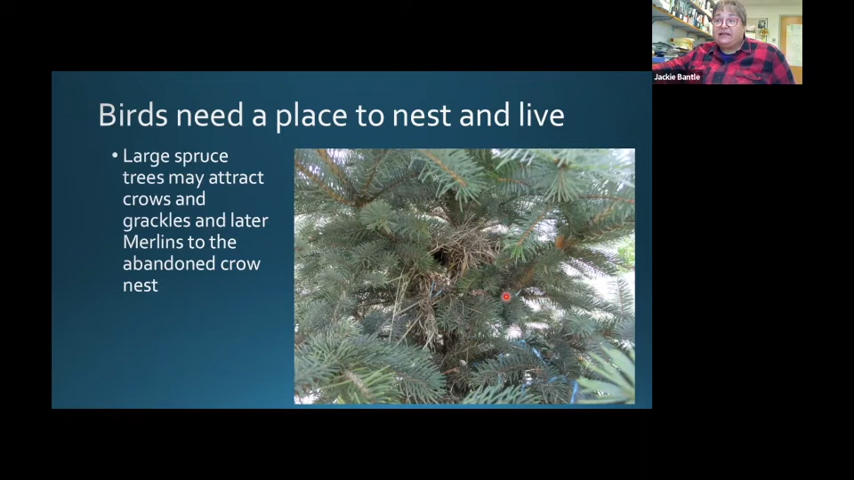 Jackie Bantle
Birds need a place to nest and live
• Large spruce
trees may attract
crows and
grackles and later
Merlins to the
abandoned crow
nest